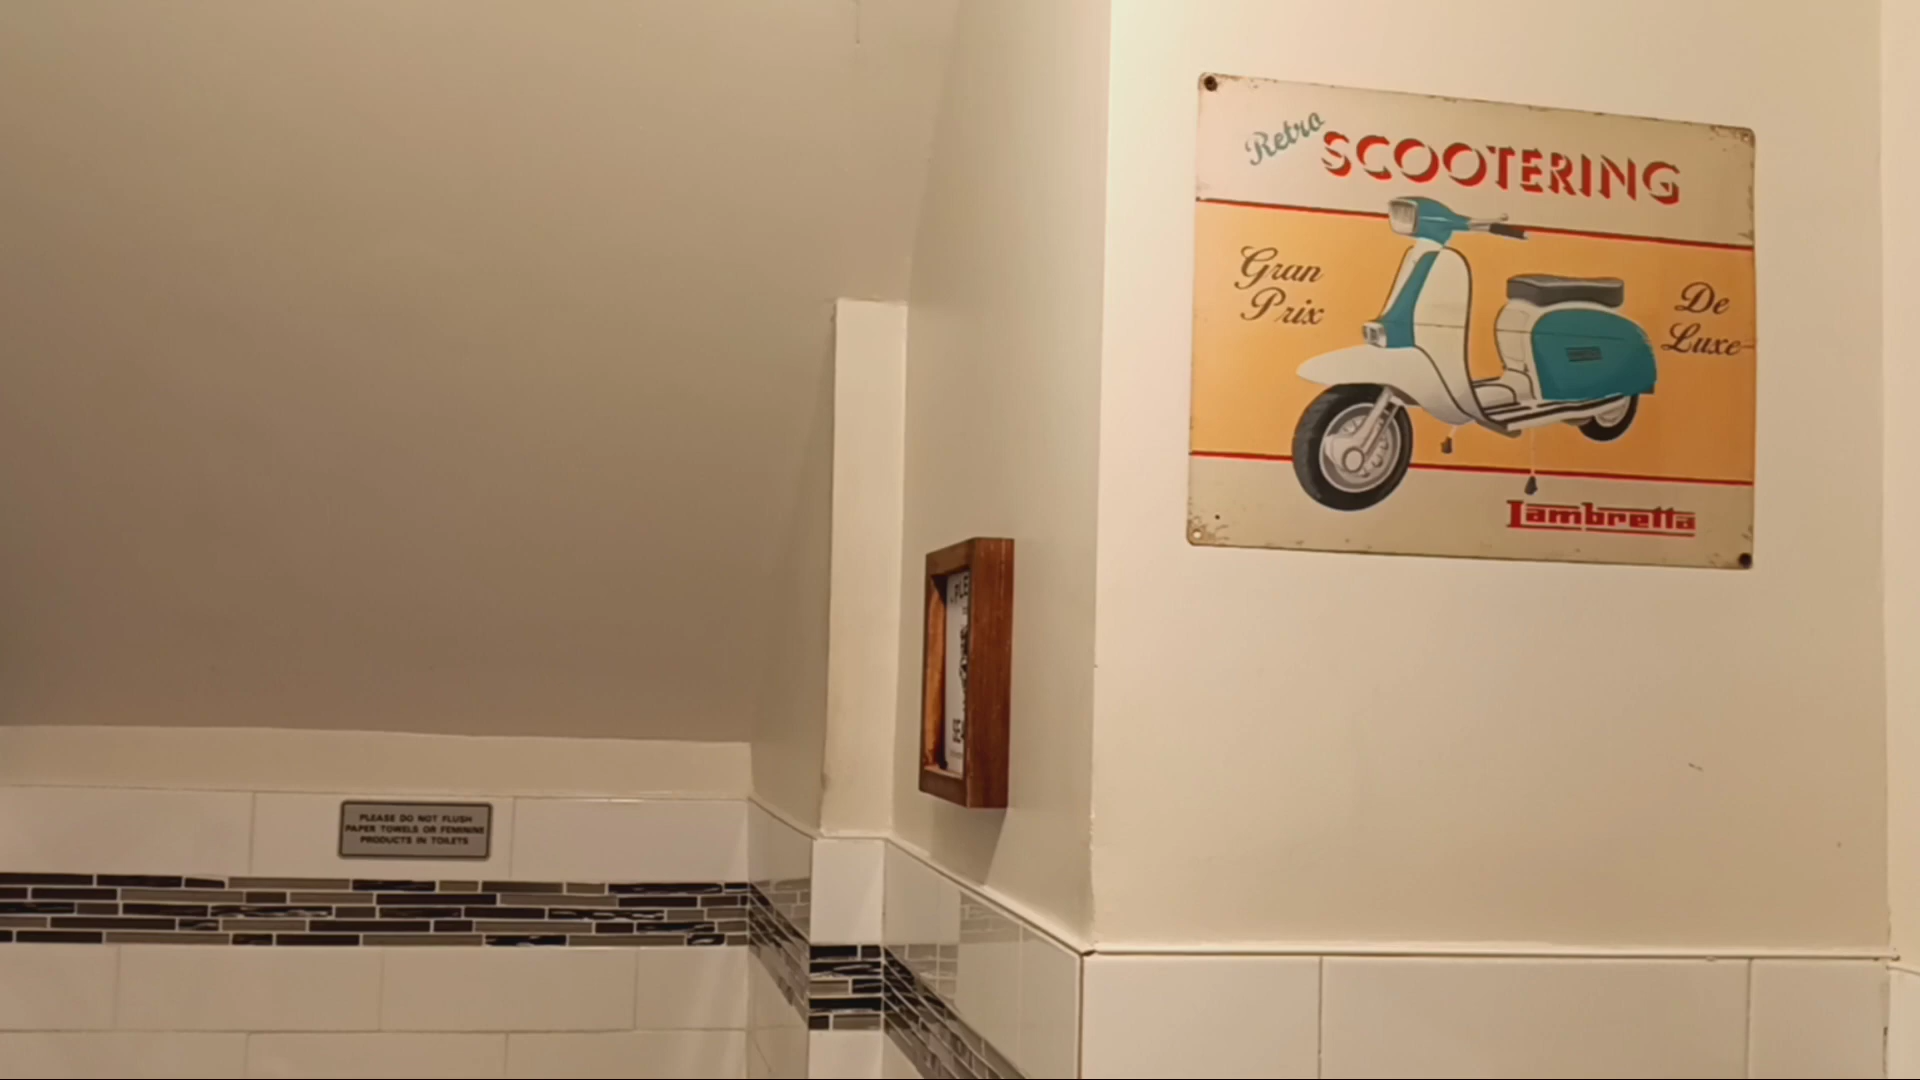 Retro SCOOTERING
Gran
Prix
De
Luxe
Lambretta
PLEASE DO NOT FLUSH
PAPER TOWELS OR FEMININE
PRODUCTS IN TOILETS